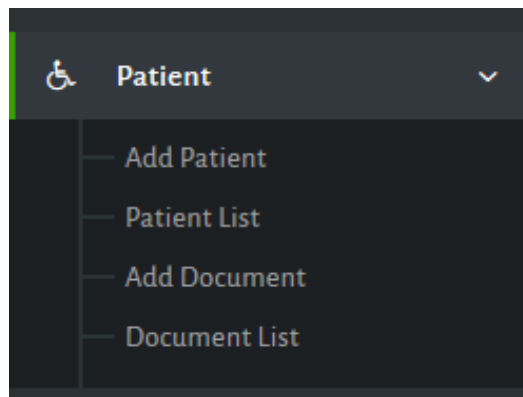 Patient
Add Patient
Patient List
Add Document
Document List